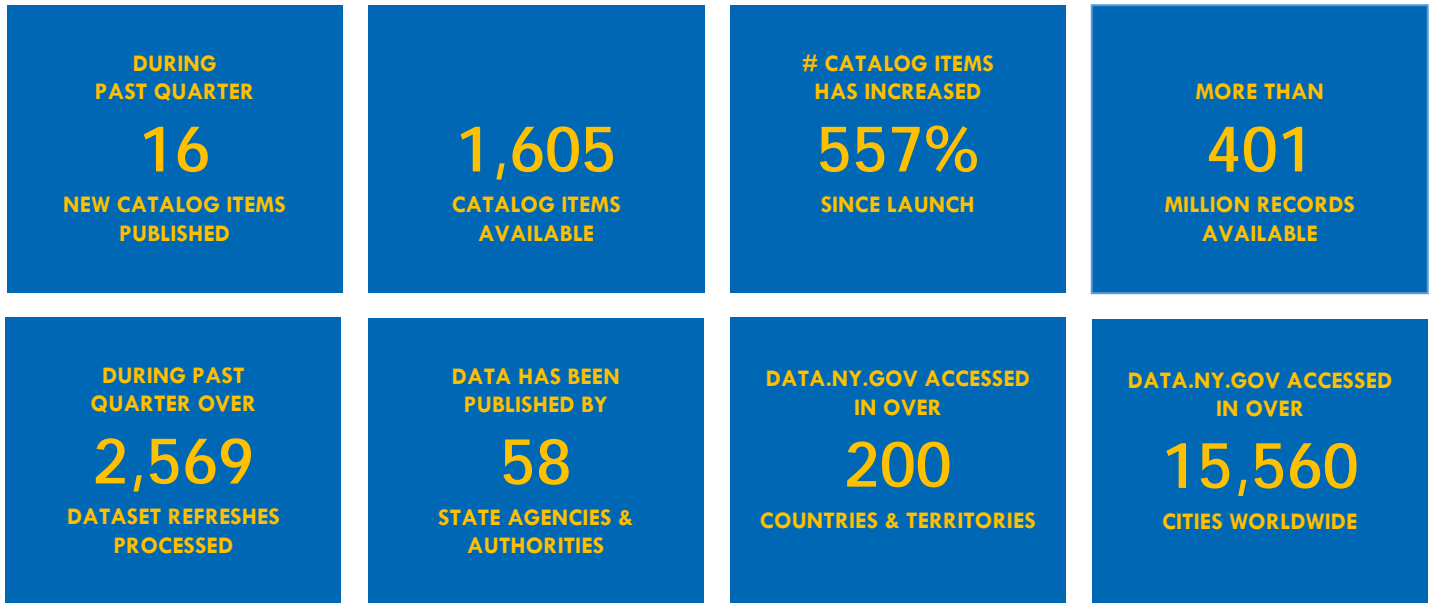 DURING
PAST QUARTER
16
NEW CATALOG ITEMS
PUBLISHED
1,605
CATALOG ITEMS
AVAILABLE
# CATALOG ITEMS
HAS INCREASED
557%
SINCE LAUNCH
MORE THAN
401
MILLION RECORDS
AVAILABLE
DURING PAST
QUARTER OVER
2,569
DATASET REFRESHES
PROCESSED
DATA HAS BEEN
PUBLISHED BY
58
STATE AGENCIES &
AUTHORITIES
DATA.NY.GOV ACCESSED
IN OVER
200
COUNTRIES & TERRITORIES
DATA.NY.GOV ACCESSED
IN OVER
15,560
CITIES WORLDWIDE